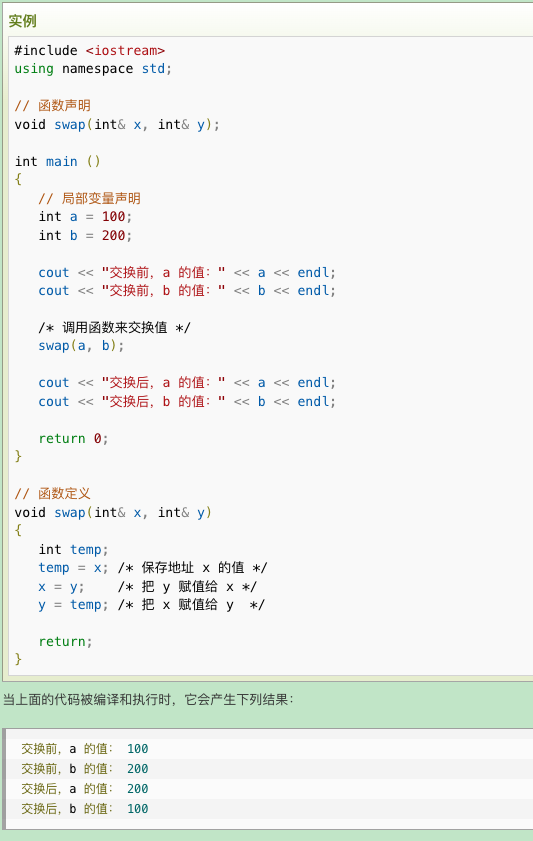 实例
#include <iostream>
using namespace std;
// 函数声明
void swap(int& x, int& y);
int main ()
{
   // 局部变量声明
   int a = 100;
   int b = 200;
   cout << "交换前，a 的值：" << a << endl;
   cout << "交换前，b 的值：" << b << endl;
   /* 调用函数来交换值 */
   swap(a, b);
   cout << "交换后，a 的值：" << a << endl;
   cout << "交换后，b 的值：" << b << endl;
   return 0;
}
// 函数定义
void swap(int& x, int& y)
{
   int temp;
   temp = x; /* 保存地址 x 的值 */
   x = y;    /* 把 y 赋值给 x */
   y = temp; /* 把 x 赋值给 y  */
   return;
}
当上面的代码被编译和执行时，它会产生下列结果：
交换前，a 的值： 100
交换前，b 的值： 200
交换后，a 的值： 200
交换后，b 的值： 100